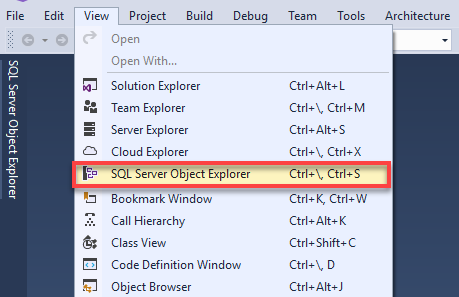 File Edit View Project Build Debug Team Tools Architecture
SQL Server Object Explorer
Open
Open With...
Solution Explorer Ctrl+Alt+L
Team Explorer Ctrl+\, Ctrl+M
Server Explorer Ctrl+Alt+S
Cloud Explorer Ctrl+\, Ctrl+X
SQL Server Object Explorer Ctrl+\, Ctrl+S
Bookmark Window Ctrl+K, Ctrl+W
Call Hierarchy Ctrl+Alt+K
Class View Ctrl+Shift+C
Code Definition Window Ctrl+\, D
Object Browser Ctrl+Alt+J